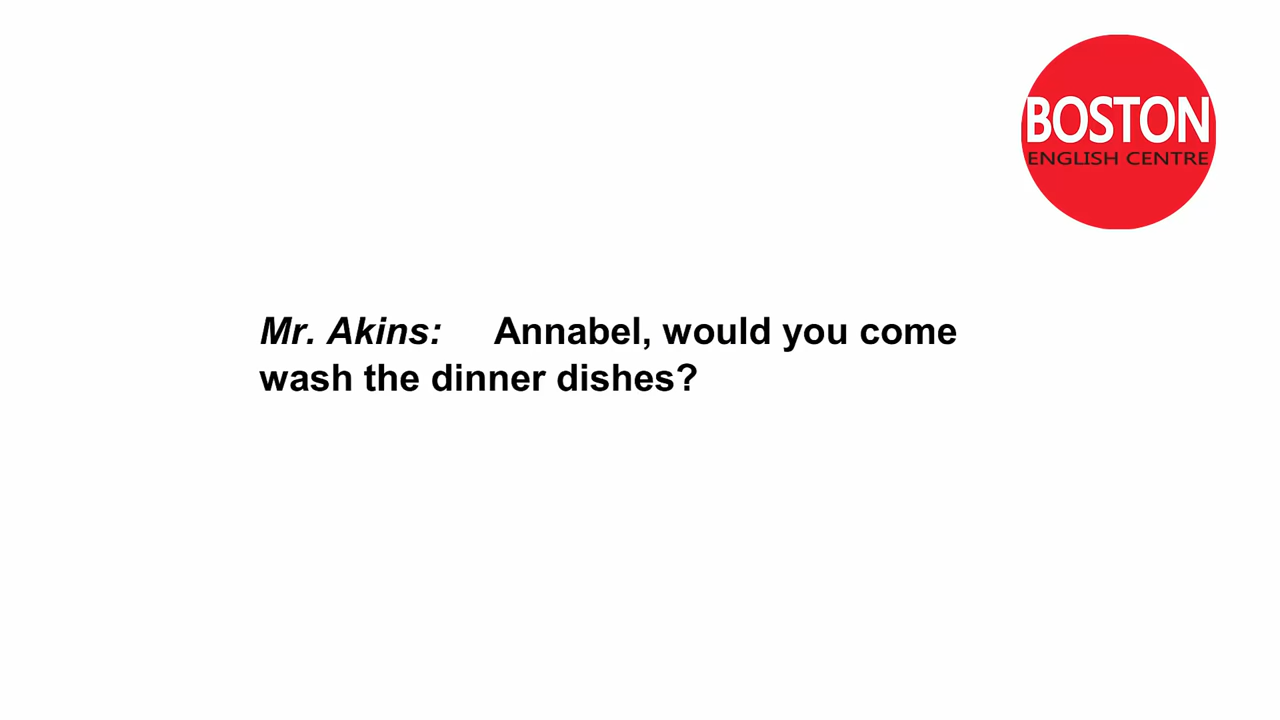 BOSTON
ENGLISH CENTRE
Mr. Akins: Annabel, would you come
wash the dinner dishes?